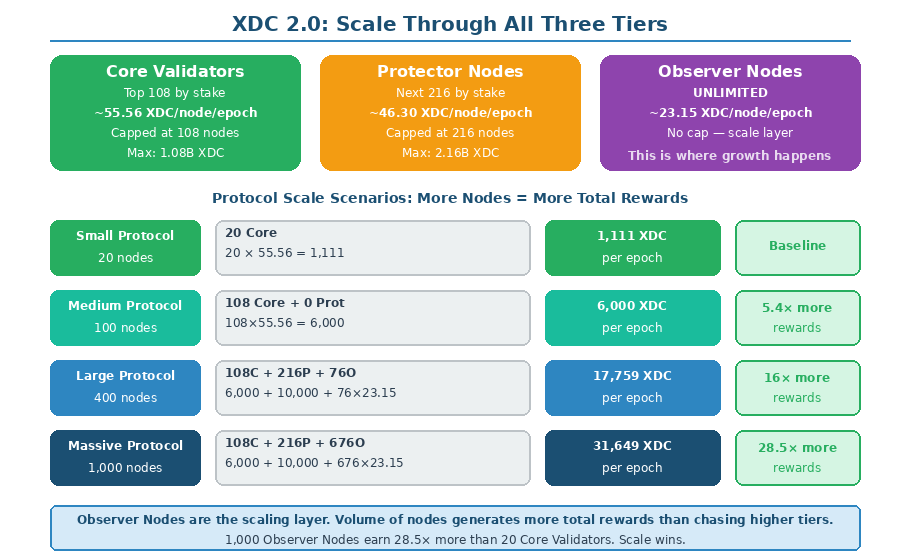 XDC 2.0: Scale Through All Three Tiers
Core Validators
Top 108 by stake
~55.56 XDC/node/epoch
Capped at 108 nodes
Max: 1.08B XDC
Protector Nodes
Next 216 by stake
~46.30 XDC/node/epoch
Capped at 216 nodes
Max: 2.16B XDC
Observer Nodes
UNLIMITED
~23.15 XDC/node/epoch
No cap — scale layer
This is where growth happens
Protocol Scale Scenarios: More Nodes = More Total Rewards
Small Protocol
20 nodes
20 Core
20 × 55.56 = 1,111
1,111 XDC
per epoch
Baseline
Medium Protocol
100 nodes
108 Core + 0 Prot
108×55.56 = 6,000
6,000 XDC
per epoch
5.4× more
rewards
Large Protocol
400 nodes
108C + 216P + 76O
6,000 + 10,000 + 76×23.15
17,759 XDC
per epoch
16× more
rewards
Massive Protocol
1,000 nodes
108C + 216P + 676O
6,000 + 10,000 + 676×23.15
31,649 XDC
per epoch
28.5× more
rewards
Observer Nodes are the scaling layer. Volume of nodes generates more total rewards than chasing higher tiers.
1,000 Observer Nodes earn 28.5× more than 20 Core Validators. Scale wins.